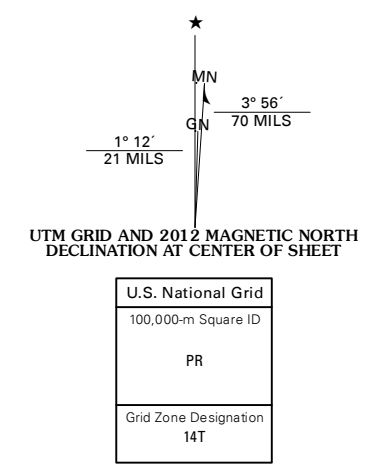 ★
MN
3° 56´
70 MILS
GN
1° 12´
21 MILS
UTM GRID AND 2012 MAGNETIC NORTH
DECLINATION AT CENTER OF SHEET
U.S. National Grid
100,000-m Square ID
PR
Grid Zone Designation
14T